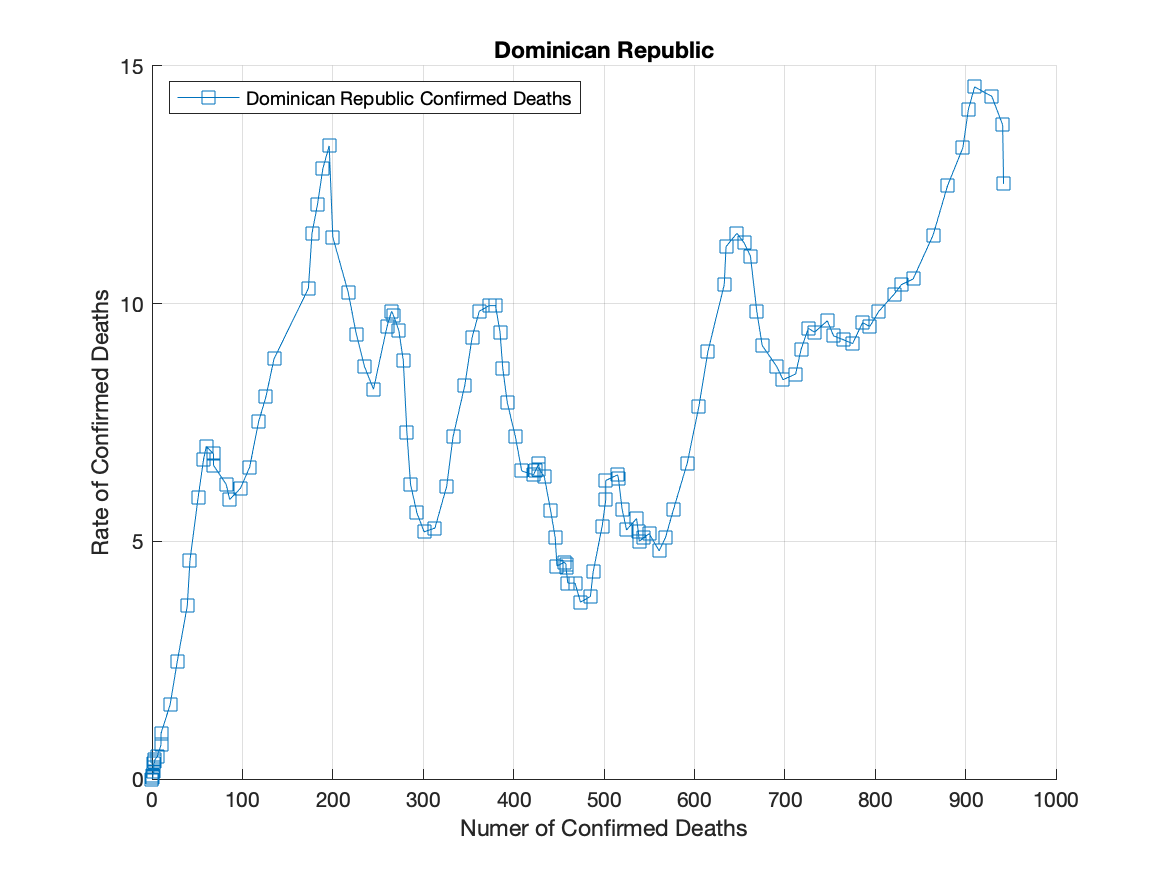 Dominican Republic
Dominican Republic Confirmed Deaths
Rate of Confirmed Deaths
15
10
5
0
0 100 200 300 400 500 600 700 800 900 1000
Numer of Confirmed Deaths